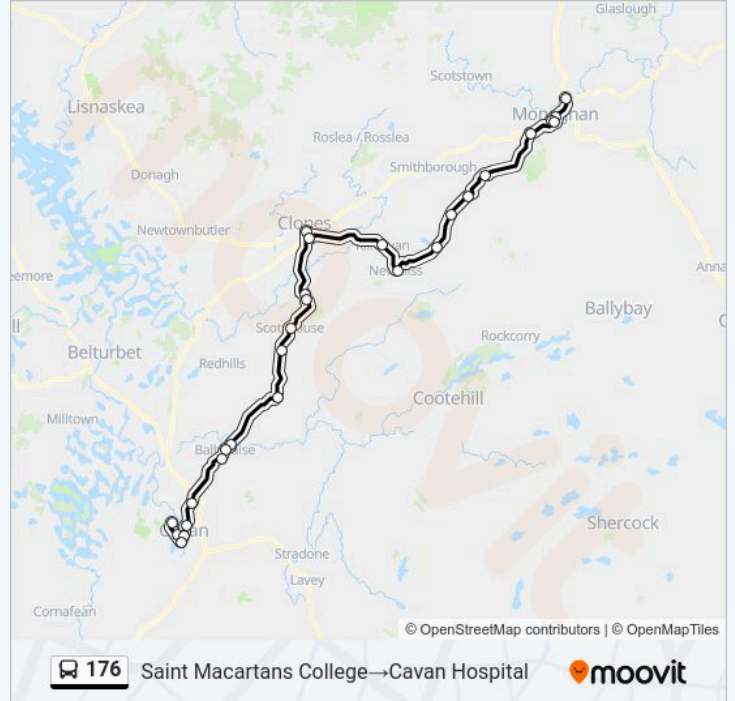 Glaslough
Scotstown
Lisnaskea
Roslea / Rosslea
Smithborough
Donagh
Clones
Newtownbutler
Anna
Ballybay
Rockcorry
Belturbet
Redhills
Cootehill
Milltown
Shercock
Stradone
Lavey
Cornafean
moovit
© OpenStreetMap contributors | © OpenMapTiles
176 Saint Macartans College→Cavan Hospital moovit